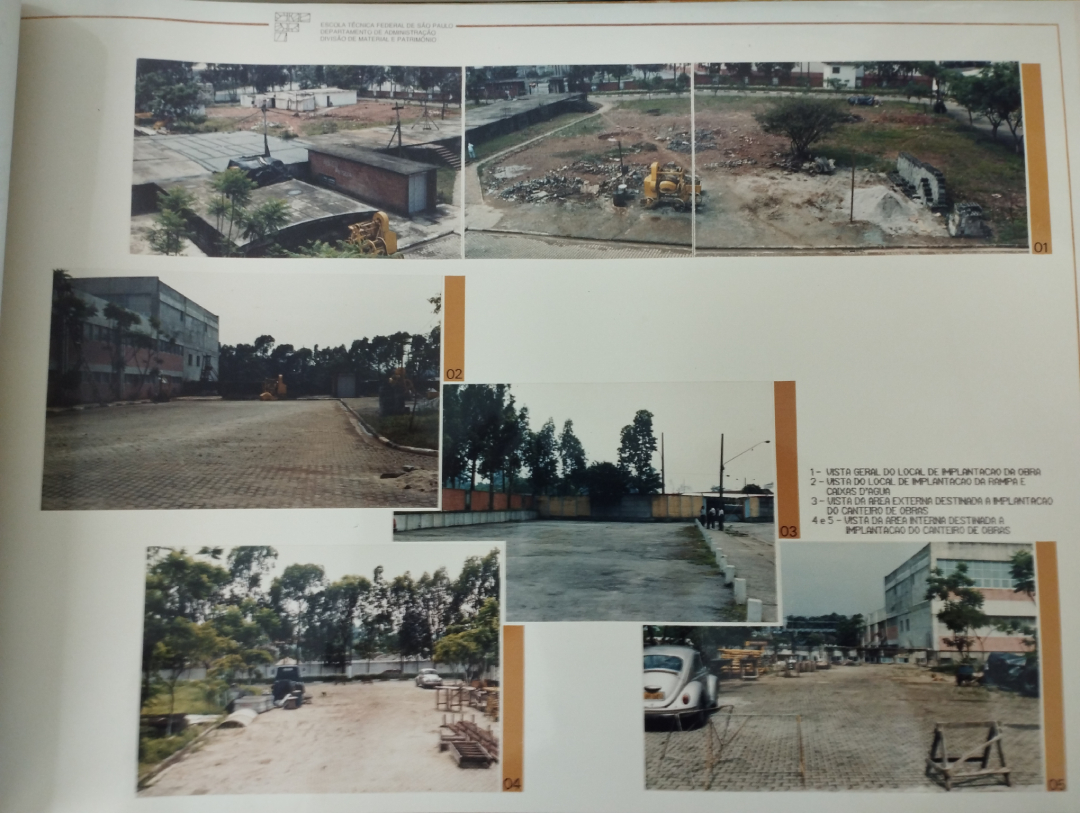 ESCOLA TÉCNICA FEDERAL DE SÃO PAULO
DEPARTAMENTO DE ADMINISTRAÇÃO
DIVISÃO DE MATERIAL E PATRIMÔNIO
01
02
03
1 - VISTA GERAL DO LOCAL DE IMPLANTACAO DA OBRA
2 - VISTA DO LOCAL DE IMPLANTACAO DA RAMPA E
CAIXAS D'AGUA
3 - VISTA DA AREA EXTERNA DESTINADA A IMPLANTACAO
DO CANTEIRO DE OBRAS
4 e 5 - VISTA DA AREA INTERNA DESTINADA A
IMPLANTACAO DO CANTEIRO DE OBRAS
04
05